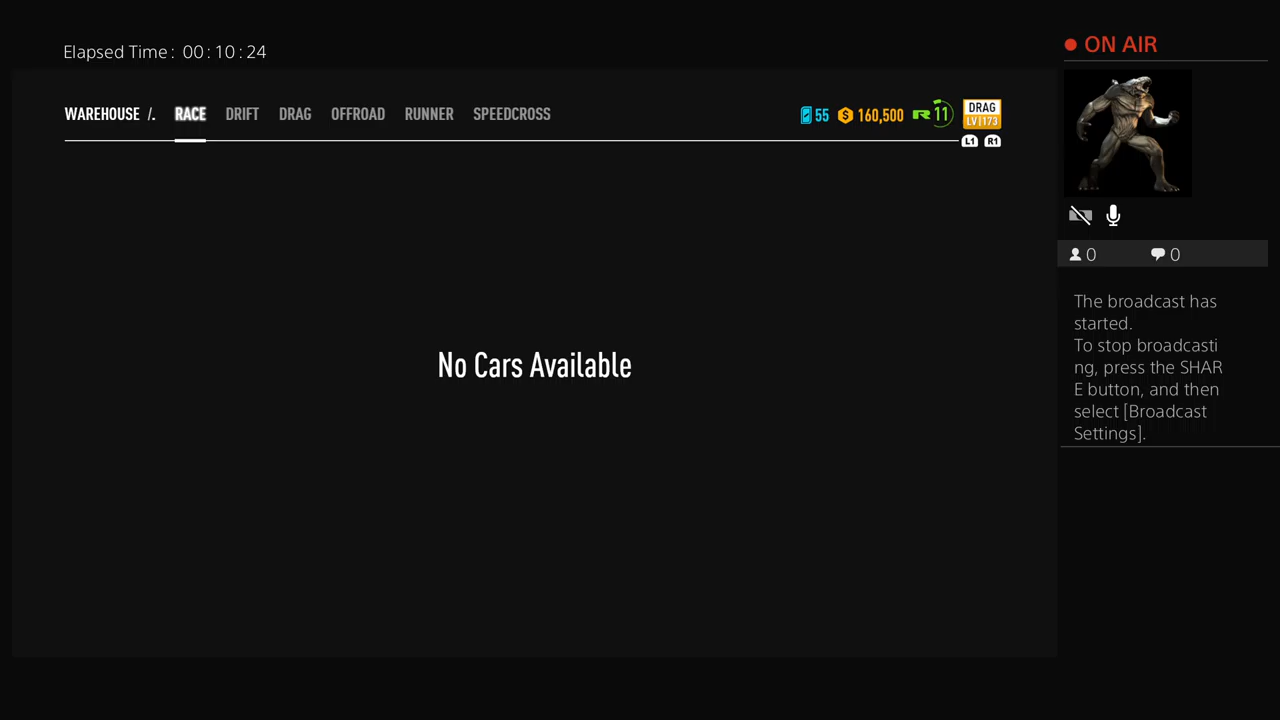 Elapsed Time: 00:10:24
ON AIR
WAREHOUSE /. RACE DRIFT DRAG OFFROAD RUNNER SPEEDCROSS
55 160,500 R 11 DRAG
LV|173
L1 R1
0 0
No Cars Available
The broadcast has
started.
To stop broadcasti
ng, press the SHAR
E button, and then
select [Broadcast
Settings].